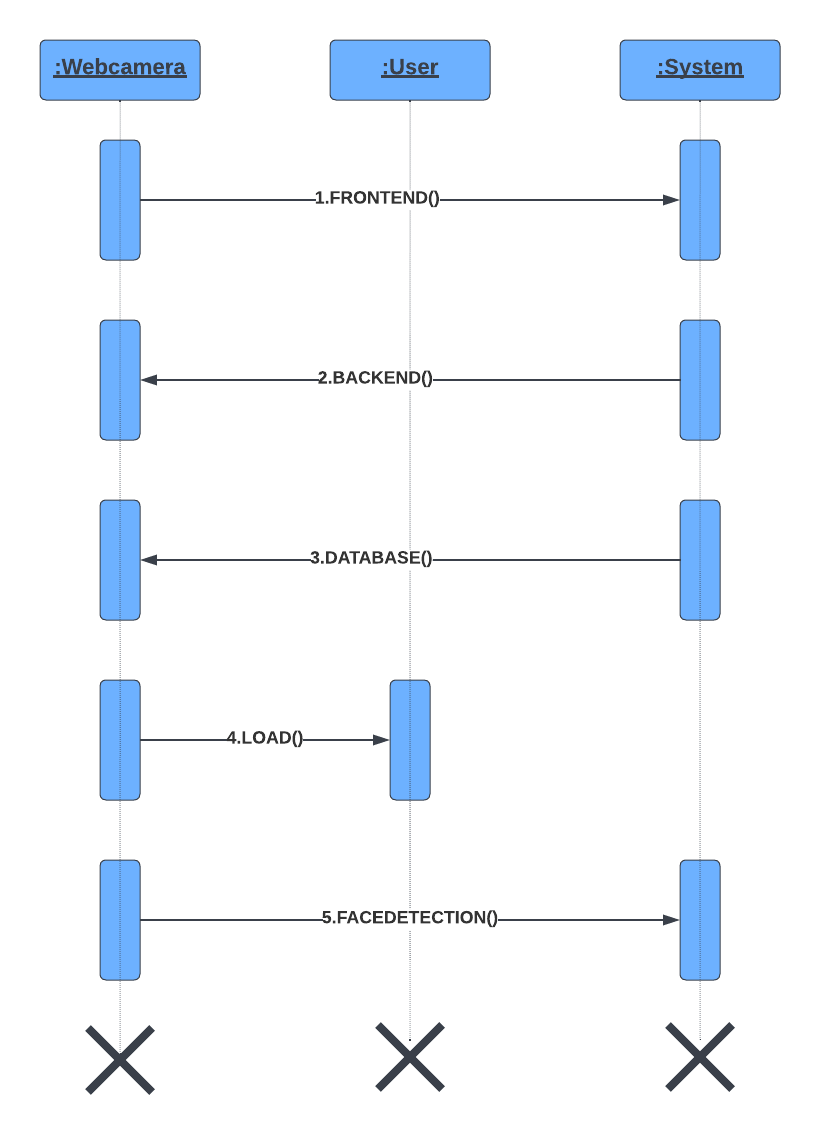 :Webcamera
:User
:System
1.FRONTEND()
2.BACKEND()
3.DATABASE()
4.LOAD()
5.FACEDETECTION()